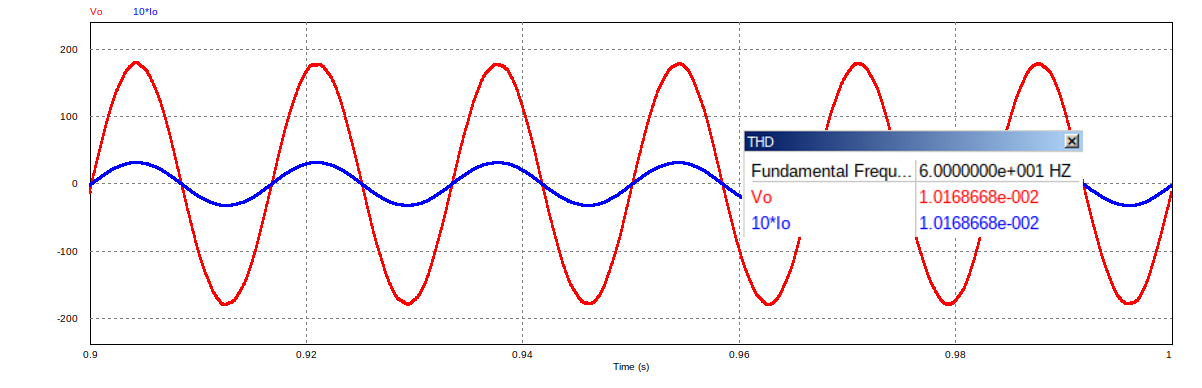 Vo 10*Io
200
100
0
-100
-200
THD
Fundamental Frequ... 6.0000000e+001 HZ
Vo 1.0168668e-002
10*Io 1.0168668e-002
0.9 0.92 0.94 0.96 0.98 1
Time (s)